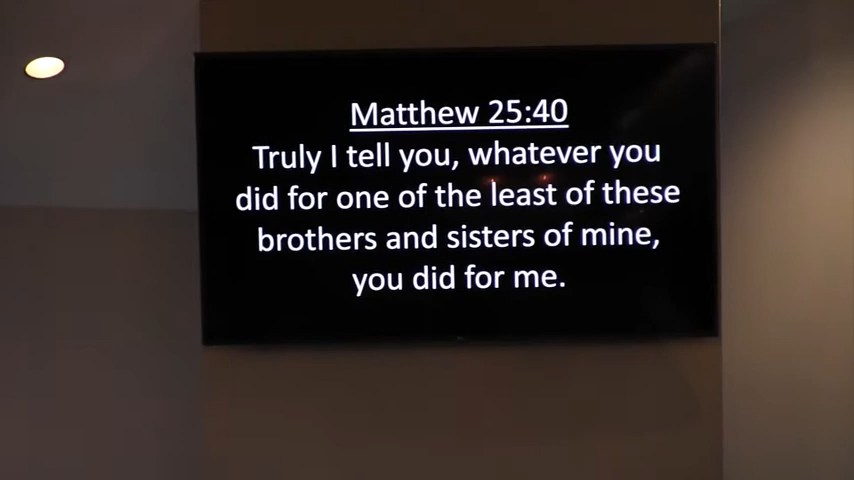 Matthew 25:40
Truly I tell you, whatever you
did for one of the least of these
brothers and sisters of mine,
you did for me.